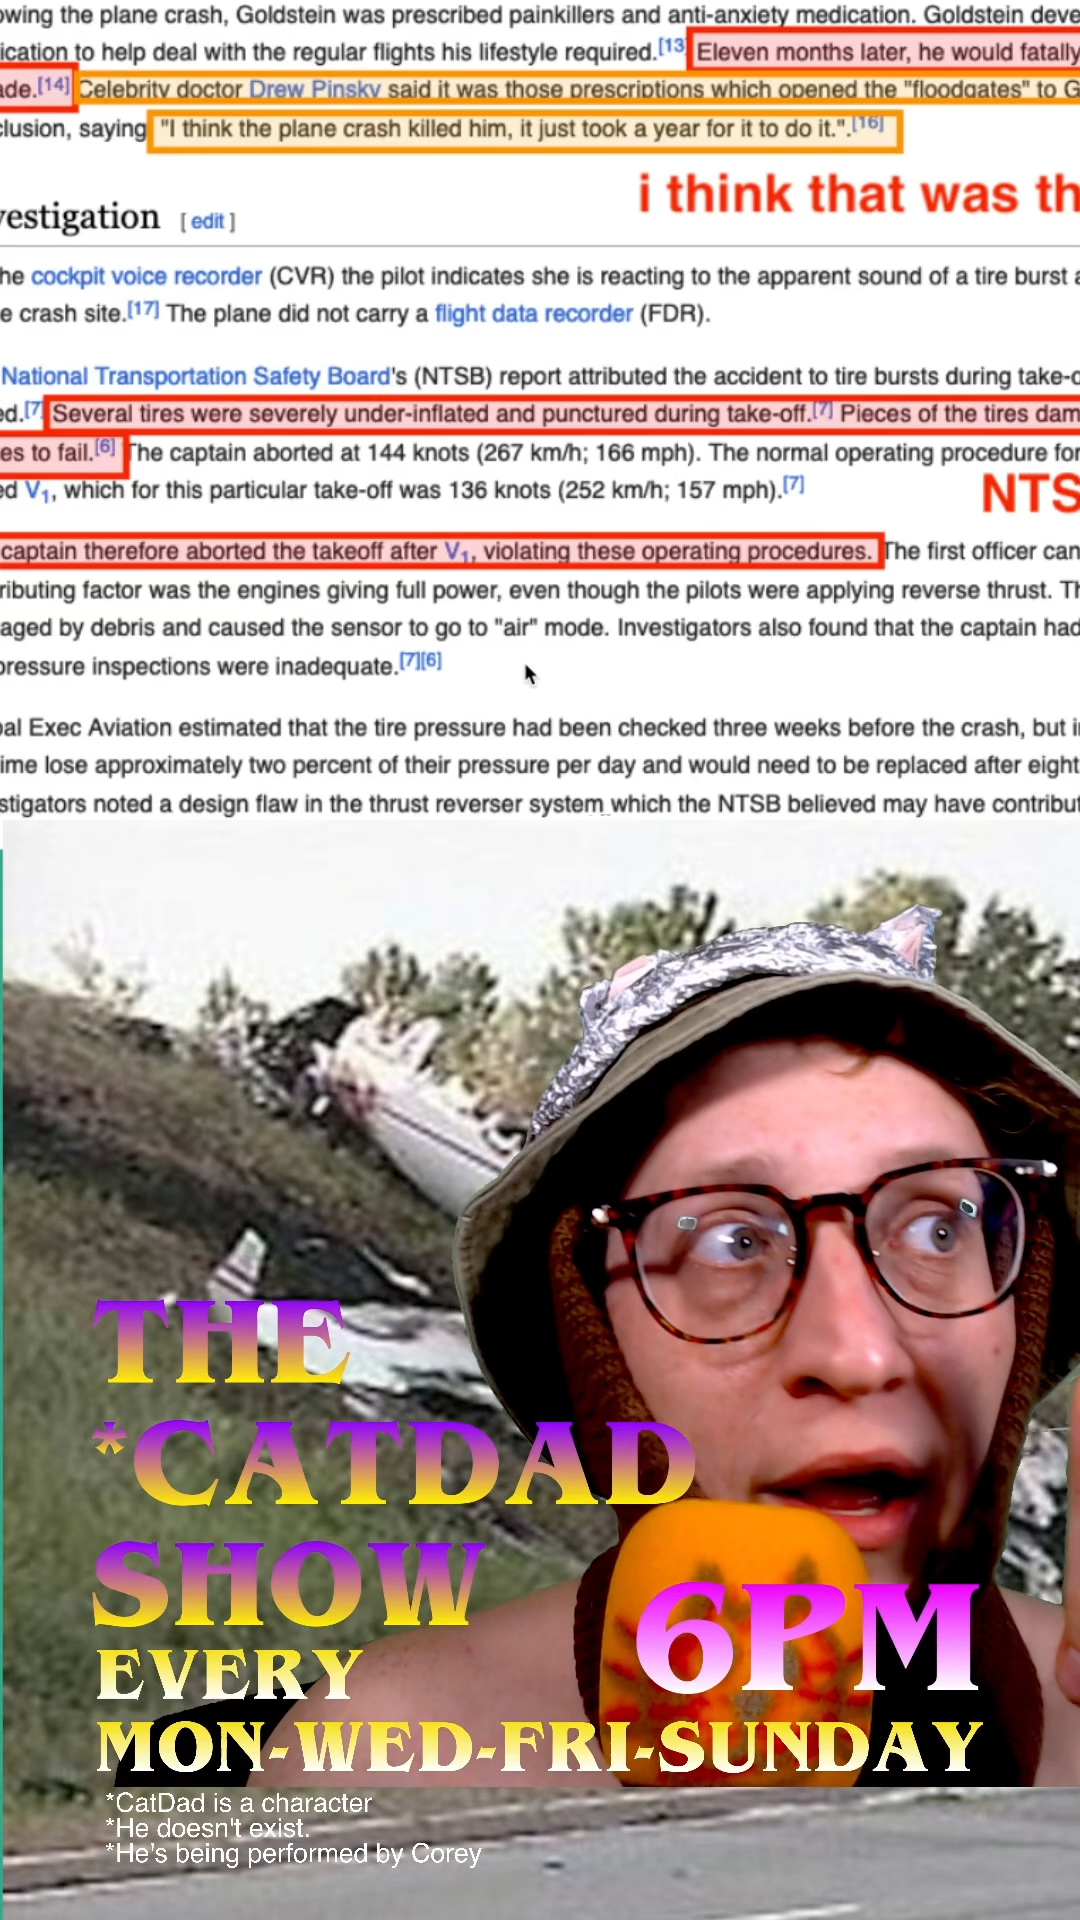 owing the plane crash, Goldstein was prescribed painkillers and anti-anxiety medication. Goldstein deve
ication to help deal with the regular flights his lifestyle required.[13] Eleven months later, he would fatally
ade.[14] Celebrity doctor Drew Pinsky said it was those prescriptions which opened the "floodgates" to G
clusion, saying "I think the plane crash killed him, it just took a year for it to do it.".[16]
i think that was th
vestigation [ edit ]
he cockpit voice recorder (CVR) the pilot indicates she is reacting to the apparent sound of a tire burst a
e crash site.[17] The plane did not carry a flight data recorder (FDR).
National Transportation Safety Board's (NTSB) report attributed the accident to tire bursts during take-o
ed.[7] Several tires were severely under-inflated and punctured during take-off.[7] Pieces of the tires dam
es to fail.[6] The captain aborted at 144 knots (267 km/h; 166 mph). The normal operating procedure for
ed V1, which for this particular take-off was 136 knots (252 km/h; 157 mph).[7]
NTS
captain therefore aborted the takeoff after V1, violating these operating procedures. The first officer can
ributing factor was the engines giving full power, even though the pilots were applying reverse thrust. Th
aged by debris and caused the sensor to go to "air" mode. Investigators also found that the captain had
pressure inspections were inadequate.[7][6]
bal Exec Aviation estimated that the tire pressure had been checked three weeks before the crash, but i
ime lose approximately two percent of their pressure per day and would need to be replaced after eight
stigators noted a design flaw in the thrust reverser system which the NTSB believed may have contribut
THE
*CATDAD
SHOW
6PM
EVERY
MON-WED-FRI-SUNDAY
*CatDad is a character
*He doesn't exist.
*He's being performed by Corey